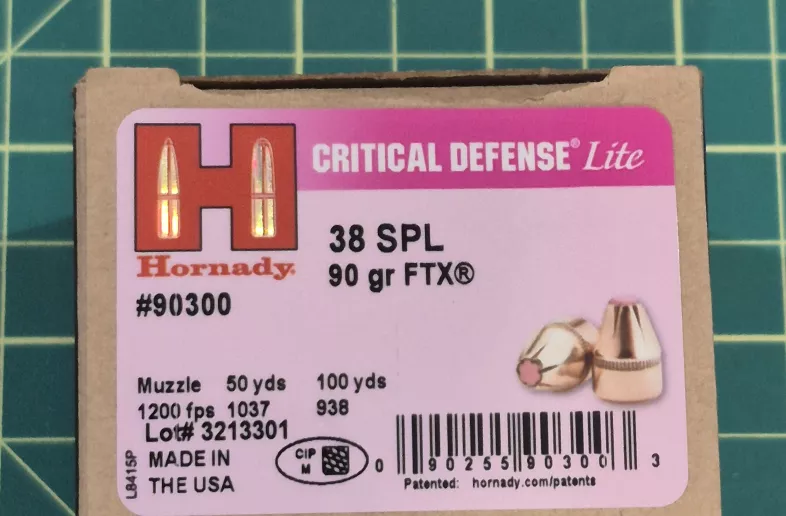 CRITICAL DEFENSE® Lite
H
Hornady.
38 SPL
90 gr FTX®
#90300
Muzzle 50 yds 100 yds
1200 fps 1037 938
Lot# 3213301
MADE IN
THE USA
L8415P
CIP
M
0 90255 90300 3
Patented: hornady.com/patents